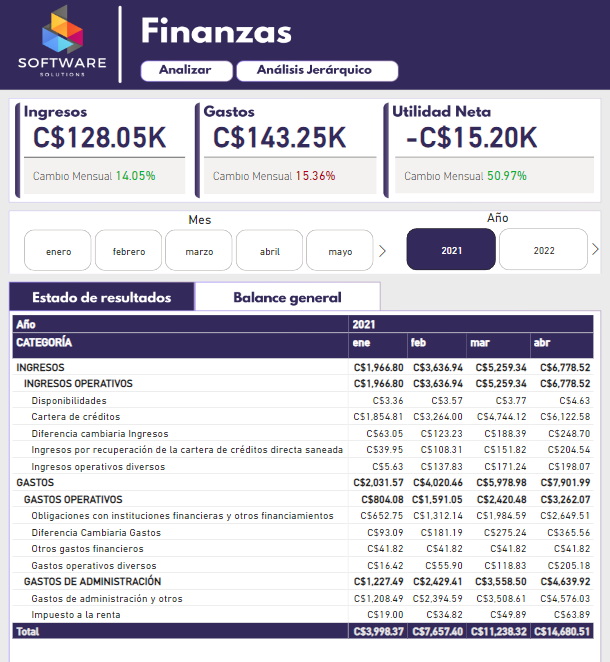 SOFTWARE
SOLUTIONS
Finanzas
Analizar Análisis Jerárquico
Ingresos Gastos Utilidad Neta
C$128.05K C$143.25K -C$15.20K
Cambio Mensual 14.05% Cambio Mensual 15.36% Cambio Mensual 50.97%
Mes Año
enero febrero marzo abril mayo 2021 2022
Estado de resultados Balance general
Año 2021
CATEGORÍA ene feb mar abr
INGRESOS C$1,966.80 C$3,636.94 C$5,259.34 C$6,778.52
INGRESOS OPERATIVOS C$1,966.80 C$3,636.94 C$5,259.34 C$6,778.52
Disponibilidades C$3.36 C$3.57 C$3.77 C$4.63
Cartera de créditos C$1,854.81 C$3,264.00 C$4,744.12 C$6,122.58
Diferencia cambiaria Ingresos C$63.05 C$123.23 C$188.39 C$248.70
Ingresos por recuperación de la cartera de créditos directa saneada C$39.95 C$108.31 C$151.82 C$204.54
Ingresos operativos diversos C$5.63 C$137.83 C$171.24 C$198.07
GASTOS C$2,031.57 C$4,020.46 C$5,978.98 C$7,901.99
GASTOS OPERATIVOS C$804.08 C$1,591.05 C$2,420.48 C$3,262.07
Obligaciones con instituciones financieras y otros financiamientos C$652.75 C$1,312.14 C$1,984.59 C$2,649.51
Diferencia Cambiaria Gastos C$93.09 C$181.19 C$275.24 C$365.56
Otros gastos financieros C$41.82 C$41.82 C$41.82 C$41.82
Gastos operativos diversos C$16.42 C$55.90 C$118.83 C$205.18
GASTOS DE ADMINISTRACIÓN C$1,227.49 C$2,429.41 C$3,558.50 C$4,639.92
Gastos de administración y otros C$1,208.49 C$2,394.59 C$3,508.61 C$4,576.03
Impuesto a la renta C$19.00 C$34.82 C$49.89 C$63.89
Total C$3,998.37 C$7,657.40 C$11,238.32 C$14,680.51